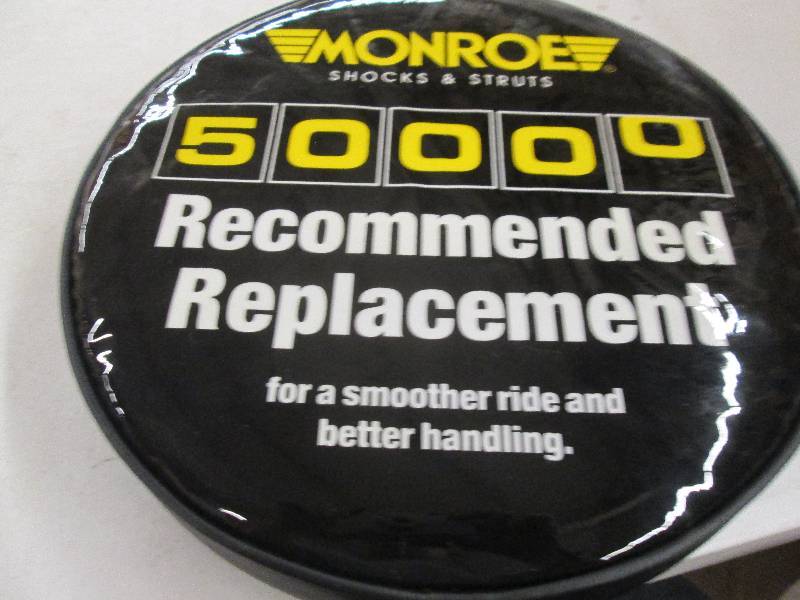 MONROE®
SHOCKS & STRUTS
50000
Recommended
Replacement
for a smoother ride and
better handling.